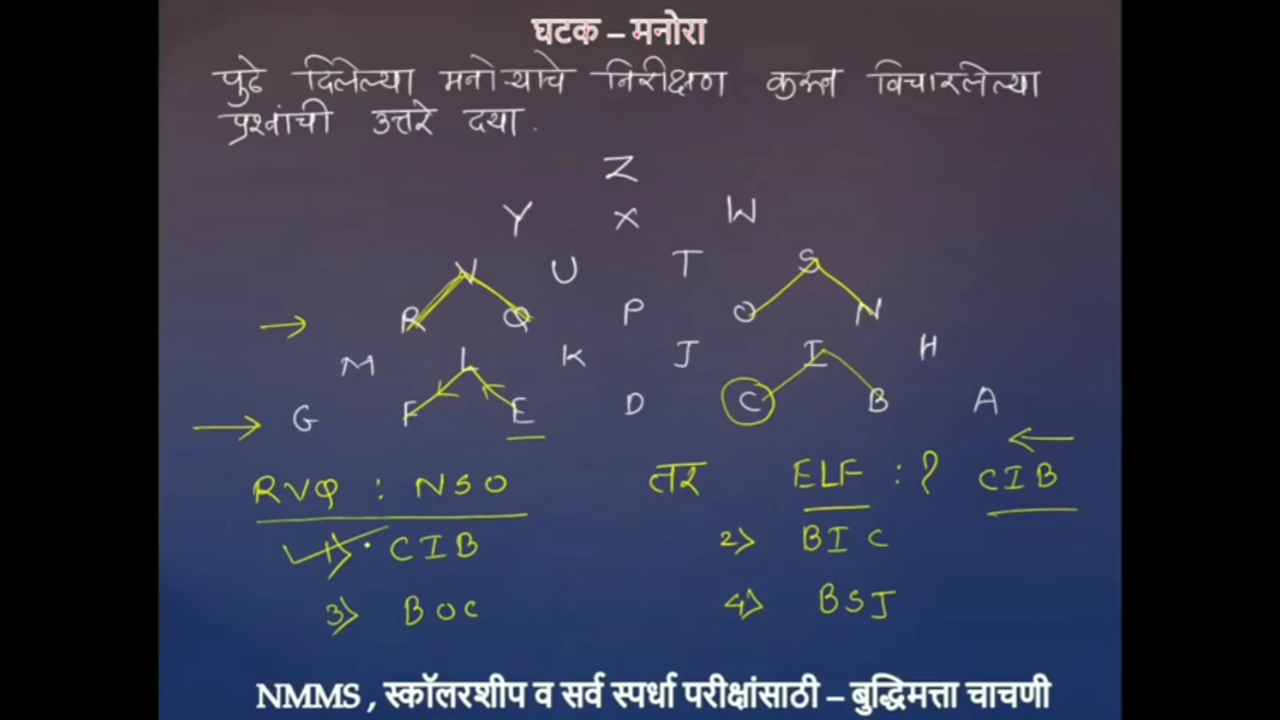 घटक – मनोरा
पुढे दिलेल्या मनोऱ्याचे निरीक्षण करून विचारलेल्या
प्रश्नांची उत्तरे दया.
Z
Y X W
V U T S
R Q P O N
M L K J I H
G F E D C B A
RVQ : NSO तर ELF : ? CIB
1) CIB 2) BIC
3) BOC 4) BSJ
NMMS , स्कॉलरशीप व सर्व स्पर्धा परीक्षांसाठी – बुद्धिमत्ता चाचणी